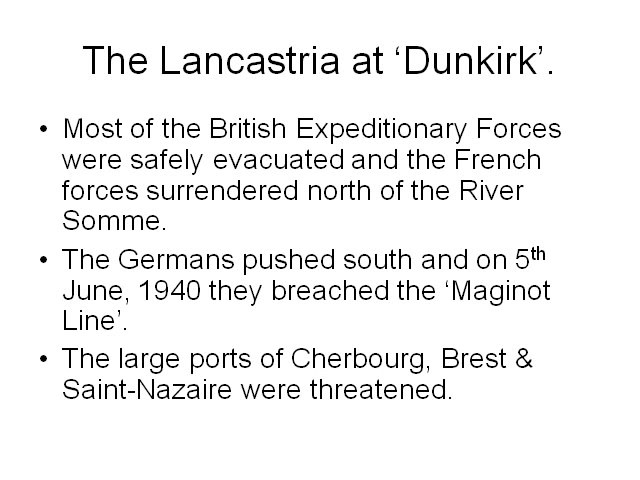 The Lancastria at ‘Dunkirk’.
• Most of the British Expeditionary Forces
were safely evacuated and the French
forces surrendered north of the River
Somme.
• The Germans pushed south and on 5th
June, 1940 they breached the ‘Maginot
Line’.
• The large ports of Cherbourg, Brest &
Saint-Nazaire were threatened.